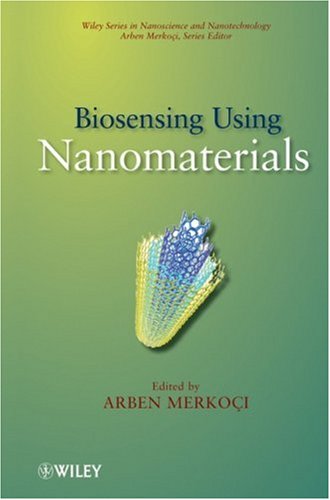 Wiley Series in Nanoscience and Nanotechnology
Arben Merkoçi, Series Editor
Biosensing Using
Nanomaterials
Edited by
ARBEN MERKOÇI
WILEY